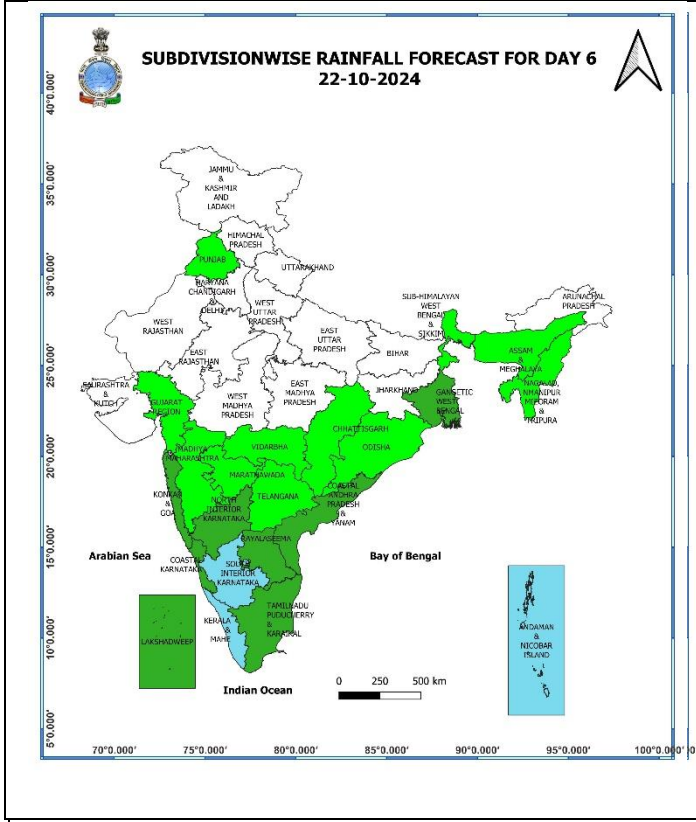 SUBDIVISIONWISE RAINFALL FORECAST FOR DAY 6
22-10-2024
40°0.000'
35°0.000'
30°0.000'
25°0.000'
20°0.000'
15°0.000'
10°0.000'
5°0.000'
JAMMU
&
KASHMIR
AND
LADAKH
HIMACHAL
PRADESH
PUNJAB
UTTARAKHAND
HARYANA
CHANDIGARH
&
DELHI
WEST
UTTAR
PRADESH
SUB-HIMALAYAN
WEST
BENGAL
&
SIKKIM
ARUNACHAL
PRADESH
WEST
RAJASTHAN
EAST
RAJASTHAN
EAST
UTTAR
PRADESH
BIHAR
ASSAM
&
MEGHALAYA
NAGALAND
MANIPUR
MIZORAM
&
TRIPURA
SAURASHTRA
&
KUTCH
GUJARAT
REGION
WEST
MADHYA
PRADESH
EAST
MADHYA
PRADESH
JHARKHAND
GANGETIC
WEST
BENGAL
CHHATTISGARH
ODISHA
MADHYA
MAHARASHTRA
VIDARBHA
MARATHAWADA
TELANGANA
KONKAN
&
GOA
NORTH
INTERIOR
KARNATAKA
COASTAL
ANDHRA
PRADESH
&
YANAM
RAYALASEEMA
Arabian Sea
Bay of Bengal
COASTAL
KARNATAKA
SOUTH
INTERIOR
KARNATAKA
TAMILNADU
PUDUCHERRY
&
KARAIKAL
KERALA
&
MAHE
LAKSHADWEEP
ANDAMAN
&
NICOBAR
ISLAND
Indian Ocean
0 250 500 km
70°0.000' 75°0.000' 80°0.000' 85°0.000' 90°0.000' 95°0.000' 100°0.000'